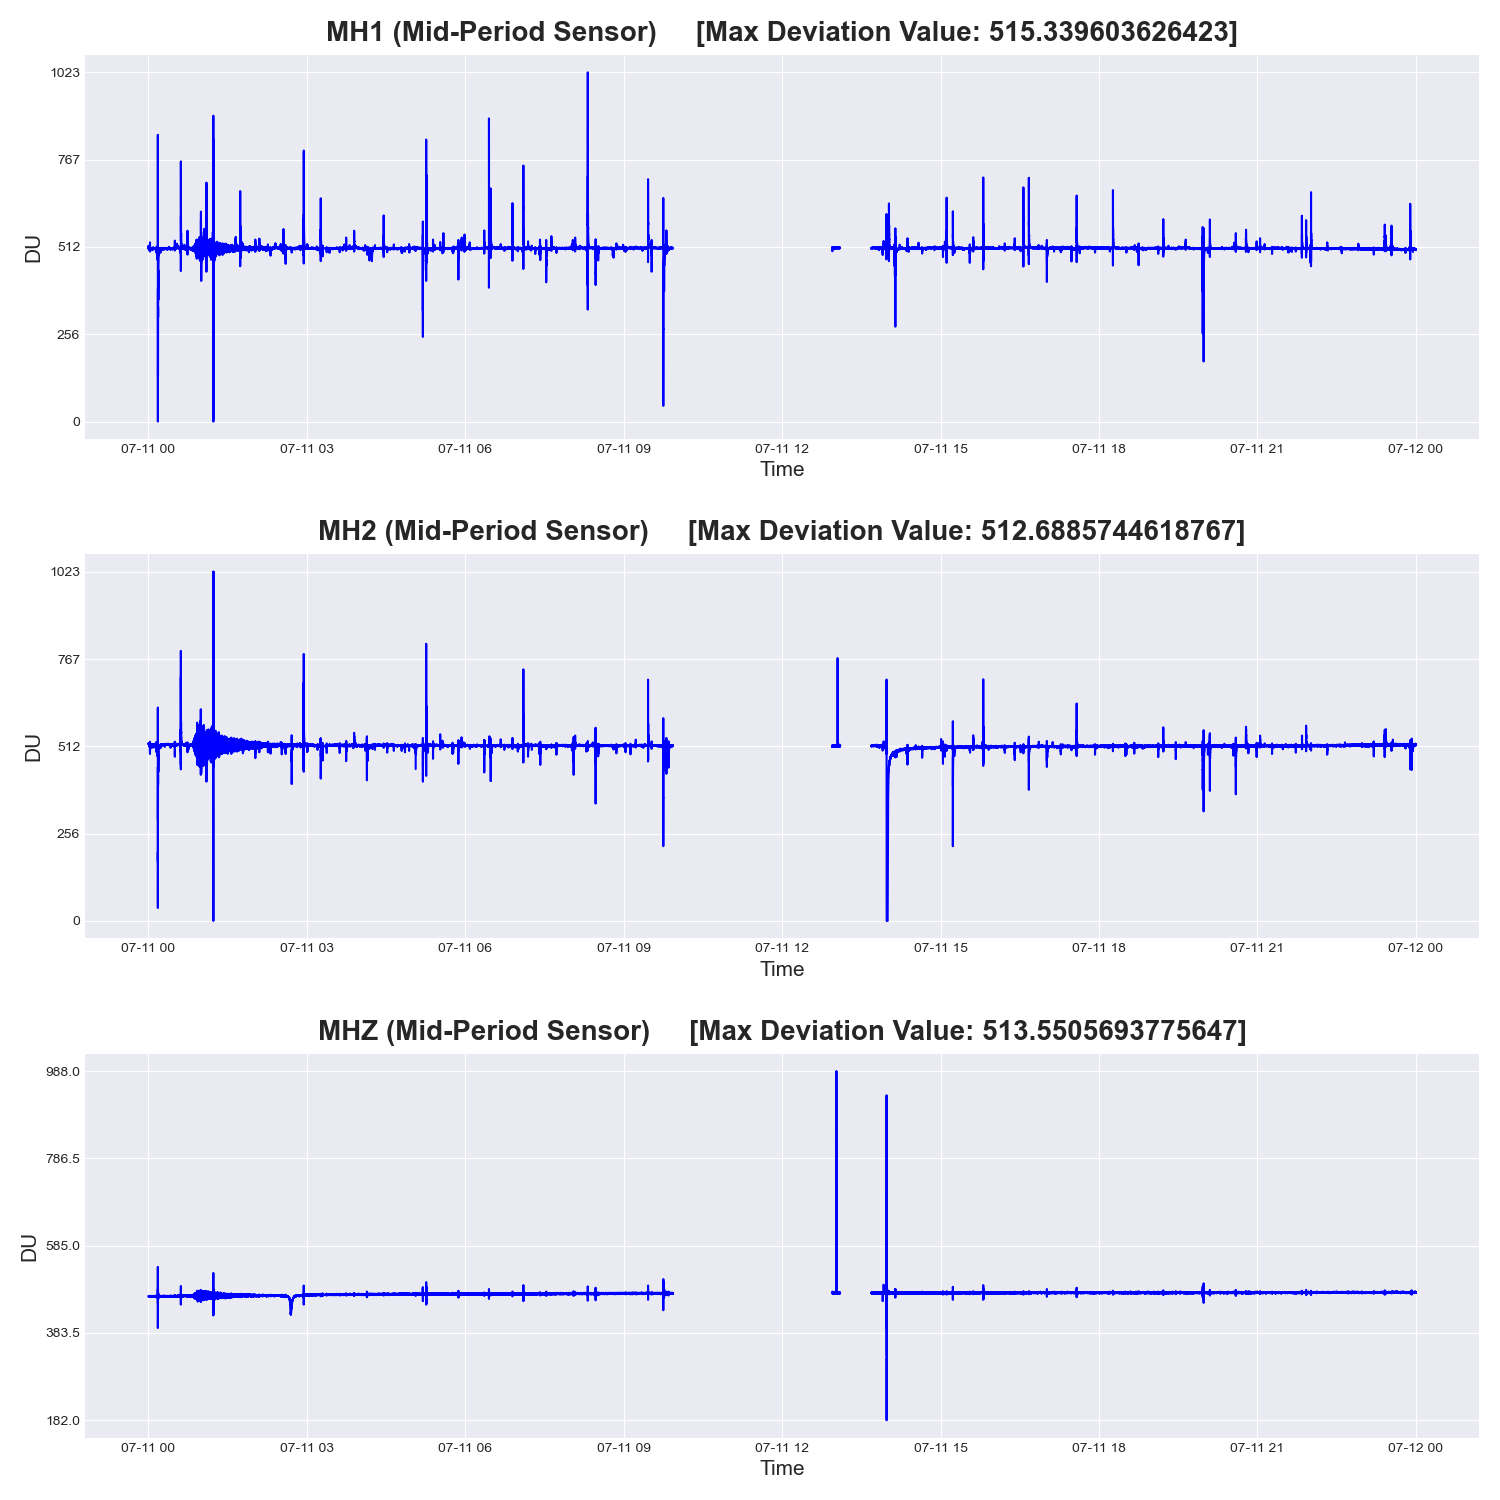 MH1 (Mid-Period Sensor) [Max Deviation Value: 515.339603626423]
1023
767
512
256
0
DU
07-11 00 07-11 03 07-11 06 07-11 09 07-11 12 07-11 15 07-11 18 07-11 21 07-12 00
Time
MH2 (Mid-Period Sensor) [Max Deviation Value: 512.6885744618767]
1023
767
512
256
0
DU
07-11 00 07-11 03 07-11 06 07-11 09 07-11 12 07-11 15 07-11 18 07-11 21 07-12 00
Time
MHZ (Mid-Period Sensor) [Max Deviation Value: 513.5505693775647]
988.0
786.5
585.0
383.5
182.0
DU
07-11 00 07-11 03 07-11 06 07-11 09 07-11 12 07-11 15 07-11 18 07-11 21 07-12 00
Time